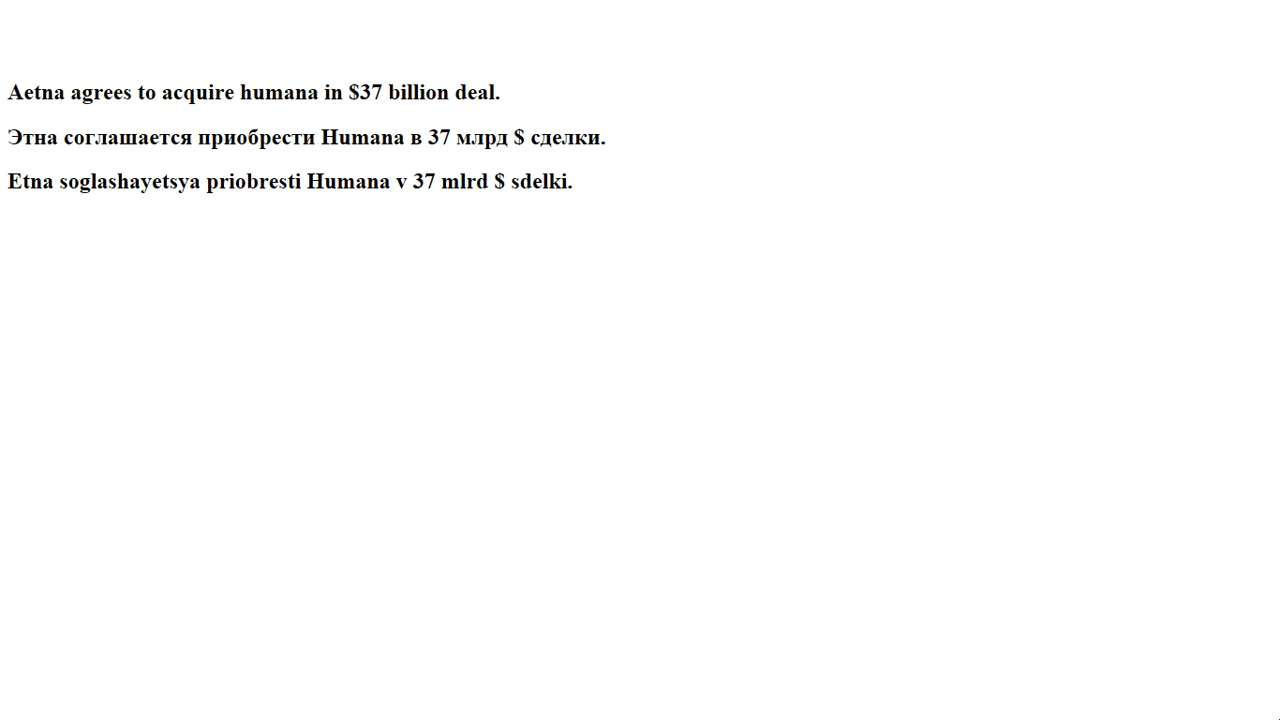 Aetna agrees to acquire humana in $37 billion deal.
Этна соглашается приобрести Humana в 37 млрд $ сделки.
Etna soglashayetsya priobresti Humana v 37 mlrd $ sdelki.